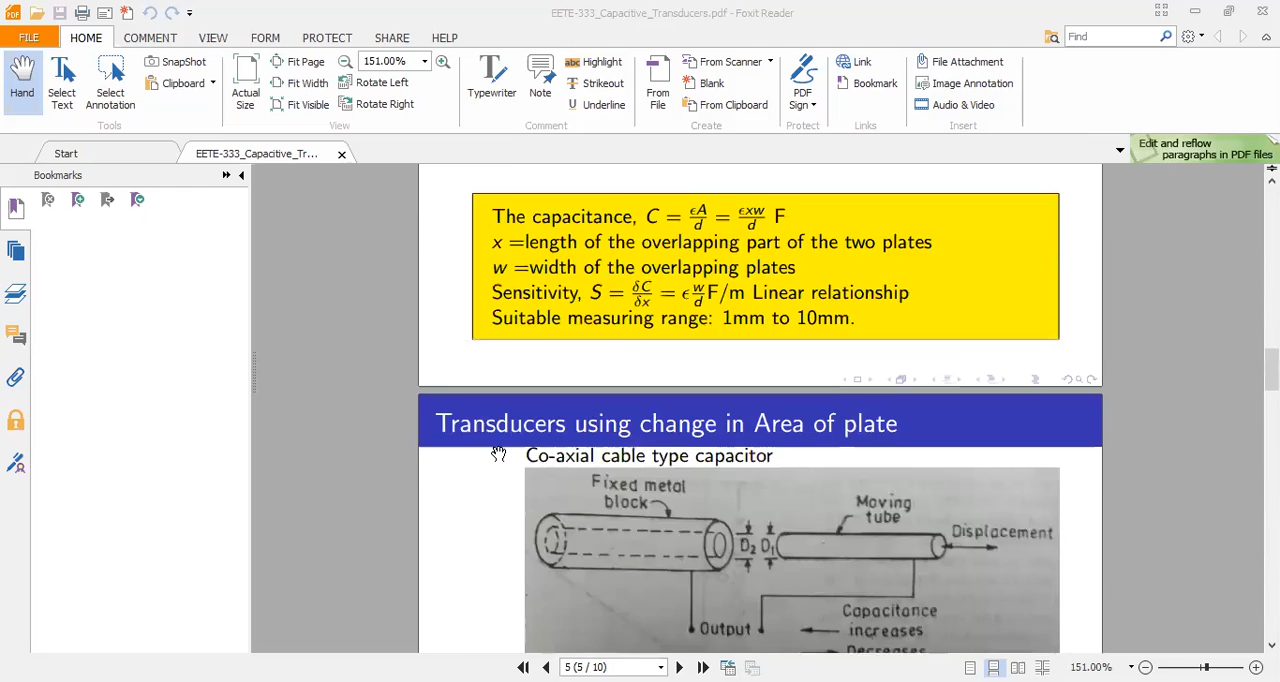 EETE-333_Capacitive_Transducers.pdf - Foxit Reader
FILE HOME COMMENT VIEW FORM PROTECT SHARE HELP
Find
Hand
Select Text
Select Annotation
SnapShot
Clipboard
Tools
Actual Size
Fit Page
Fit Width
Fit Visible
151.00%
Rotate Left
Rotate Right
View
Typewriter
Note
abc Highlight
Strikeout
U Underline
Comment
From File
From Scanner
Blank
From Clipboard
Create
PDF Sign
Protect
Link
Bookmark
Links
File Attachment
Image Annotation
Audio & Video
Insert
Start
EETE-333_Capacitive_Tr...
Edit and reflow
paragraphs in PDF files
Bookmarks
The capacitance, C = ϵA/d = ϵxw/d F
x =length of the overlapping part of the two plates
w =width of the overlapping plates
Sensitivity, S = δC/δx = ϵ w/d F/m Linear relationship
Suitable measuring range: 1mm to 10mm.
Transducers using change in Area of plate
Co-axial cable type capacitor
Fixed metal
block
Moving
tube
Displacement
D2 D1
Capacitance
Output
increases
Decreases
5 (5 / 10)
151.00%